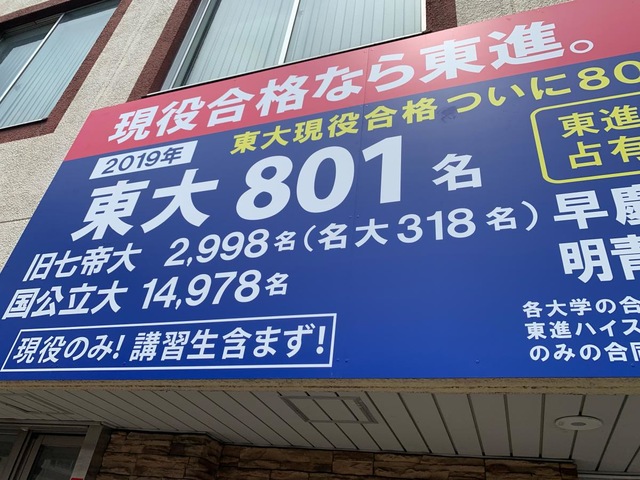 現役合格なら東進。
東大現役合格 ついに80
2019年
東大 801名
旧七帝大 2,998名(名大318名)
国公立大 14,978名
現役のみ! 講習生含まず!
東進
占有
早慶
明青
各大学の合
東進ハイス
のみの合同